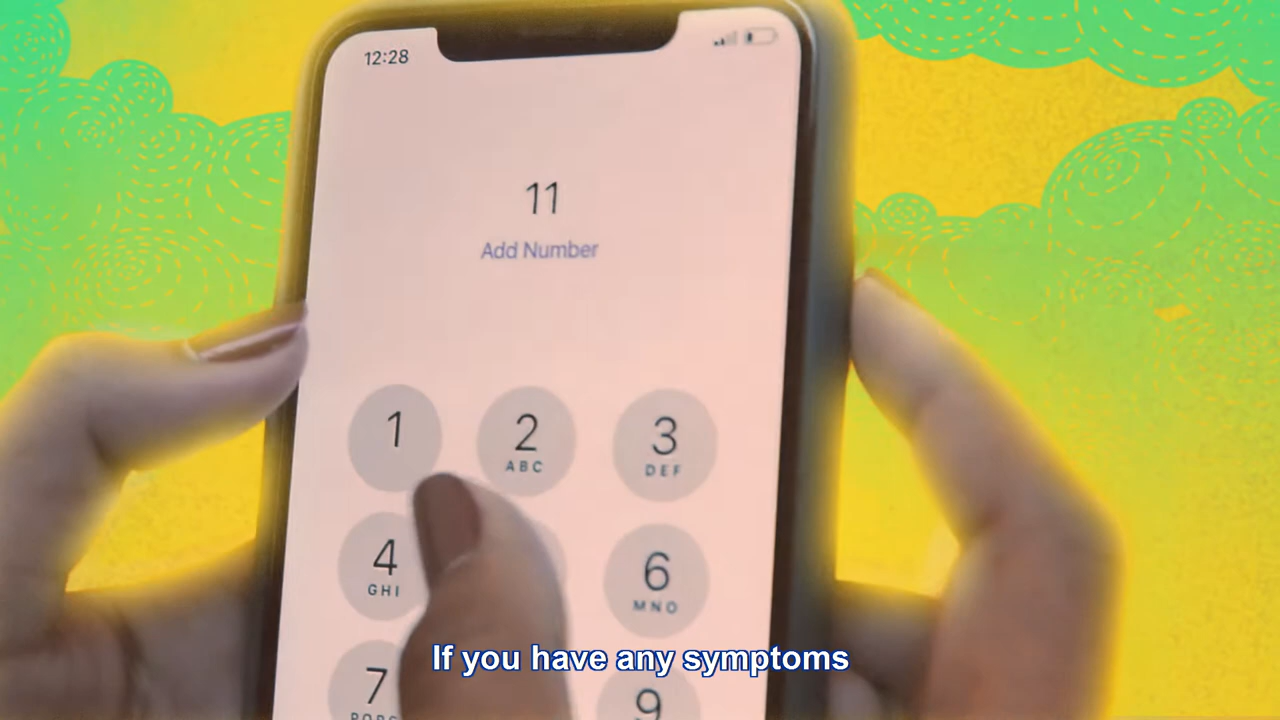 12:28
11
Add Number
1
2
3
ABC
DEF
4
6
GHI
MNO
7
9
PQRS
If you have any symptoms